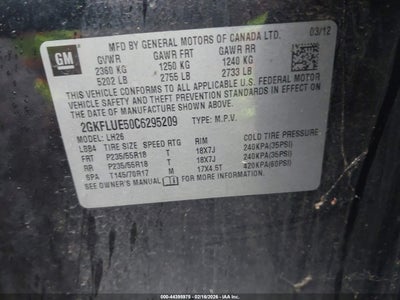 GM
MFD BY GENERAL MOTORS OF CANADA LTD. 03/12
GVWR GAWR FRT GAWR RR
2360 KG 1250 KG 1240 KG
5202 LB 2755 LB 2733 LB
THIS VEHICLE CONFORMS TO ALL APPLICABLE U.S. FEDERAL MOTOR
VEHICLE SAFETY AND THEFT PREVENTION STANDARDS IN EFFECT ON
THE DATE OF MANUFACTURE SHOWN ABOVE.
2GKFLUE50C6295209 TYPE: M.P.V.
MODEL: LH26
TIRE SIZE SPEED RTG RIM COLD TIRE PRESSURE
FRT P235/55R18 T 18X7J 240KPA(35PSI)
RR P235/55R18 T 18X7J 240KPA(35PSI)
SPA T145/70R17 M 17X4.5T 420KPA(60PSI)
SEE OWNER'S MANUAL FOR MORE INFORMATION.
000-44398975 - 02/18/2026 - IAA, Inc.